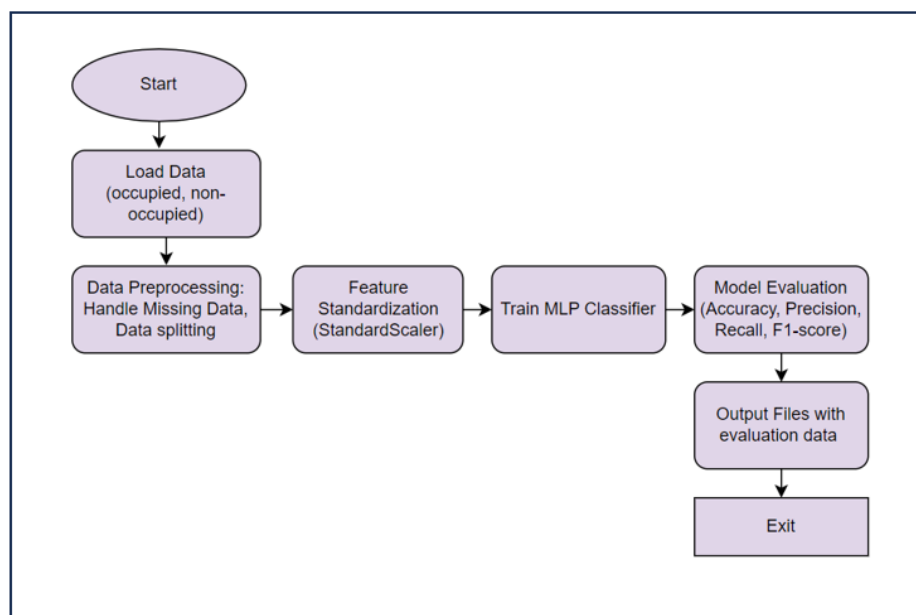 Start
Load Data
(occupied, non-
occupied)
Data Preprocessing:
Handle Missing Data,
Data splitting
Feature
Standardization
(StandardScaler)
Train MLP Classifier
Model Evaluation
(Accuracy, Precision,
Recall, F1-score)
Output Files with
evaluation data
Exit